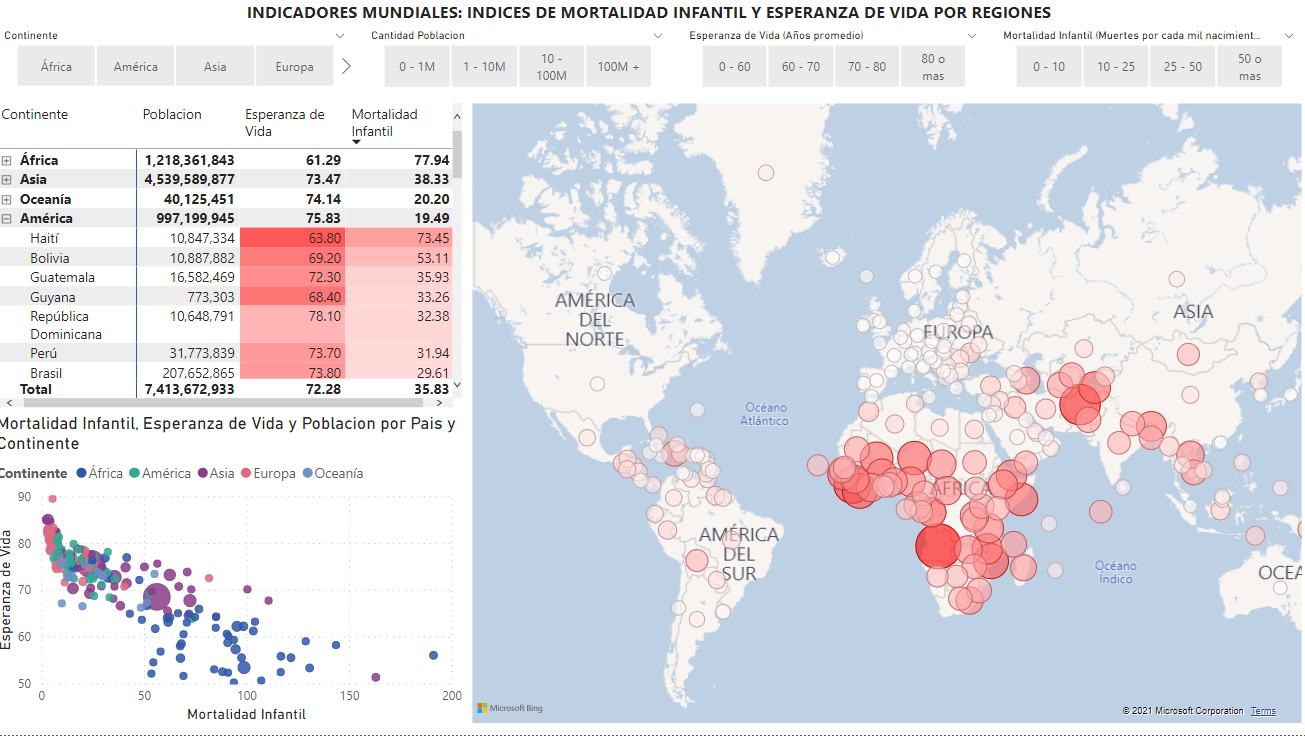 INDICADORES MUNDIALES: INDICES DE MORTALIDAD INFANTIL Y ESPERANZA DE VIDA POR REGIONES
Continente
África América Asia Europa
Cantidad Poblacion
0 - 1M 1 - 10M 10 - 100M 100M +
Esperanza de Vida (Años promedio)
0 - 60 60 - 70 70 - 80 80 o mas
Mortalidad Infantil (Muertes por cada mil nacimient...
0 - 10 10 - 25 25 - 50 50 o mas
Continente Poblacion Esperanza de Vida Mortalidad Infantil
África 1,218,361,843 61.29 77.94
Asia 4,539,589,877 73.47 38.33
Oceanía 40,125,451 74.14 20.20
América 997,199,945 75.83 19.49
Haití 10,847,334 63.80 73.45
Bolivia 10,887,882 69.20 53.11
Guatemala 16,582,469 72.30 35.93
Guyana 773,303 68.40 33.26
República Dominicana 10,648,791 78.10 32.38
Perú 31,773,839 73.70 31.94
Brasil 207,652,865 73.80 29.61
Total 7,413,672,933 72.28 35.83
Mortalidad Infantil, Esperanza de Vida y Poblacion por Pais y
Continente
Continente África América Asia Europa Oceanía
Esperanza de Vida
90
80
70
60
50
0 50 100 150 200
Mortalidad Infantil
AMÉRICA
DEL
NORTE
EUROPA
ASIA
Océano
Atlántico
ÁFRICA
AMÉRICA
DEL
SUR
Océano
Índico
OCEA
Microsoft Bing
© 2021 Microsoft Corporation Terms